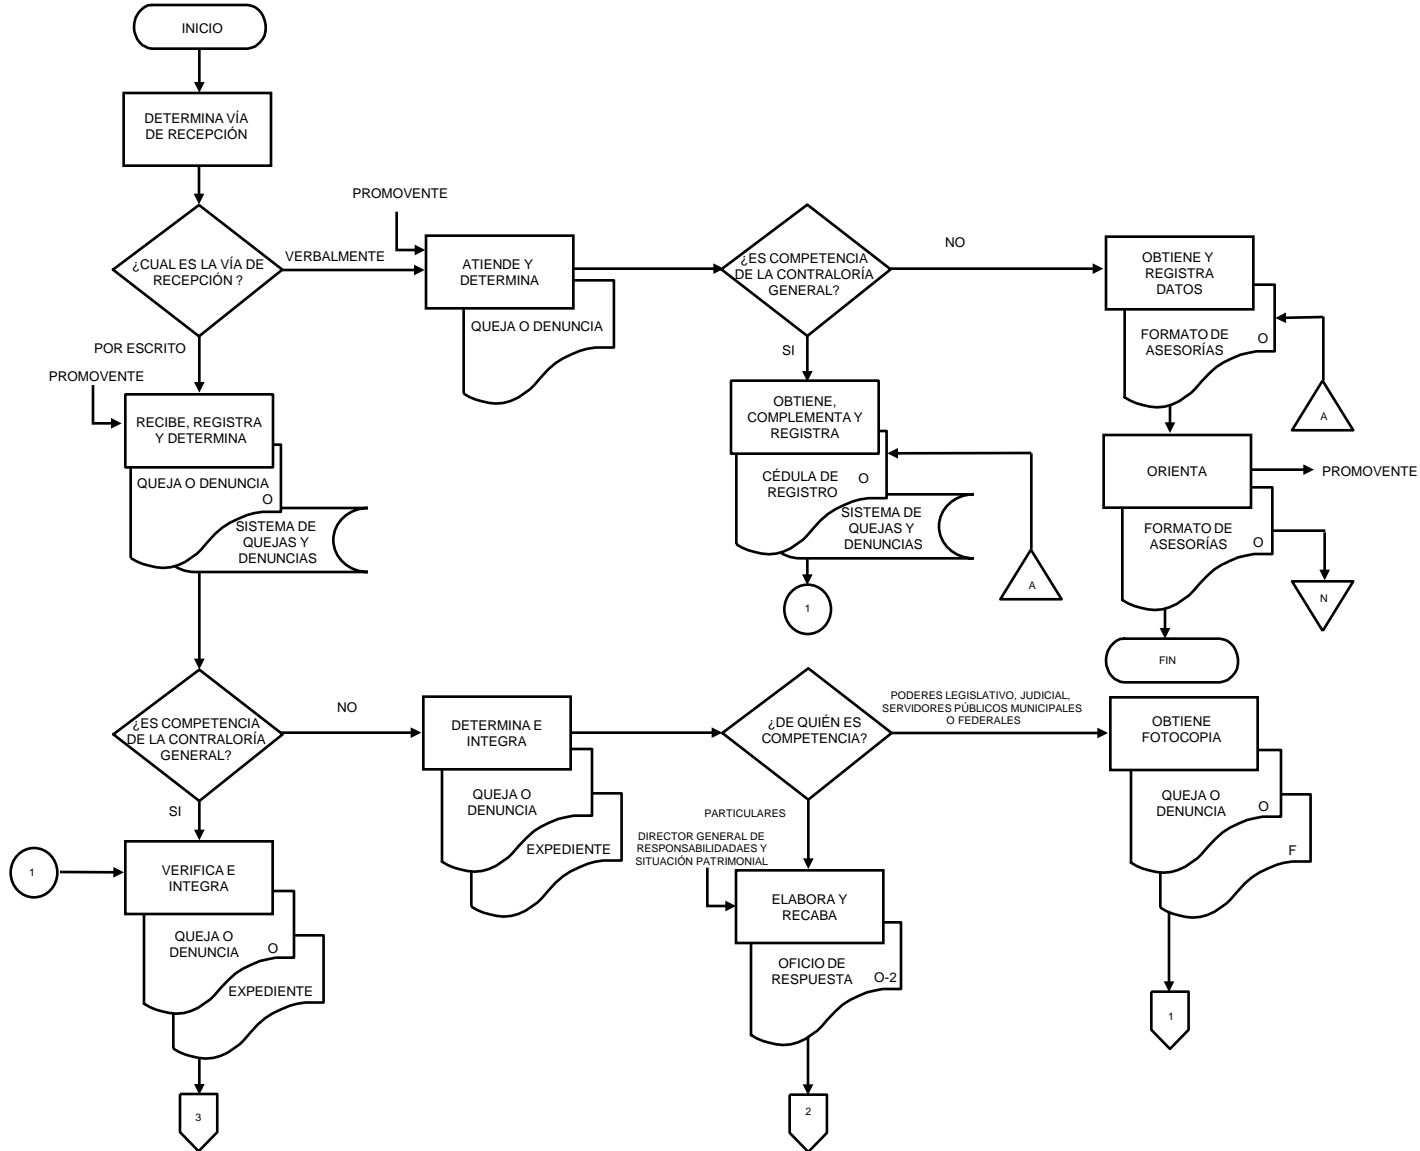 INICIO
DETERMINA VÍA
DE RECEPCIÓN
¿CUAL ES LA VÍA DE
RECEPCIÓN ?
VERBALMENTE
PROMOVENTE
ATIENDE Y
DETERMINA
QUEJA O DENUNCIA
¿ES COMPETENCIA
DE LA CONTRALORÍA
GENERAL?
NO
OBTIENE Y
REGISTRA
DATOS
FORMATO DE
ASESORÍAS
O
A
SI
OBTIENE,
COMPLEMENTA Y
REGISTRA
CÉDULA DE
REGISTRO
O
SISTEMA DE
QUEJAS Y
DENUNCIAS
A
1
ORIENTA
PROMOVENTE
FORMATO DE
ASESORÍAS
O
N
FIN
POR ESCRITO
PROMOVENTE
RECIBE, REGISTRA
Y DETERMINA
QUEJA O DENUNCIA
O
SISTEMA DE
QUEJAS Y
DENUNCIAS
¿ES COMPETENCIA
DE LA CONTRALORÍA
GENERAL?
NO
DETERMINA E
INTEGRA
QUEJA O
DENUNCIA
EXPEDIENTE
¿DE QUIÉN ES
COMPETENCIA?
PODERES LEGISLATIVO, JUDICIAL,
SERVIDORES PÚBLICOS MUNICIPALES
O FEDERALES
OBTIENE
FOTOCOPIA
QUEJA O
DENUNCIA
O
F
1
PARTICULARES
DIRECTOR GENERAL DE
RESPONSABILIDADAES Y
SITUACIÓN PATRIMONIAL
ELABORA Y
RECABA
OFICIO DE
RESPUESTA
O-2
2
SI
1
VERIFICA E
INTEGRA
QUEJA O
DENUNCIA
O
EXPEDIENTE
3